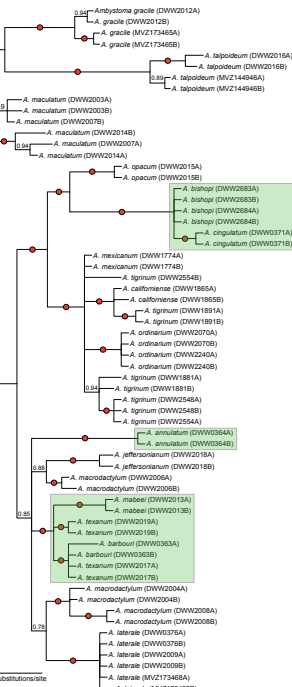 0.94
Ambystoma gracile (DWW2012A)
A. gracile (DWW2012B)
A. gracile (MVZ173465A)
A. gracile (MVZ173465B)
A. talpoideum (DWW2016A)
A. talpoideum (DWW2016B)
0.89
A. talpoideum (MVZ144946A)
A. talpoideum (MVZ144946B)
A. maculatum (DWW2003A)
9
A. maculatum (DWW2003B)
A. maculatum (DWW2007B)
A. maculatum (DWW2014B)
0.94
A. maculatum (DWW2007A)
A. maculatum (DWW2014A)
A. opacum (DWW2015A)
A. opacum (DWW2015B)
A. bishopi (DWW2683A)
A. bishopi (DWW2683B)
A. bishopi (DWW2684A)
A. bishopi (DWW2684B)
A. cingulatum (DWW0371A)
A. cingulatum (DWW0371B)
A. mexicanum (DWW1774A)
A. mexicanum (DWW1774B)
A. tigrinum (DWW2554B)
A. californiense (DWW1865A)
A. californiense (DWW1865B)
A. tigrinum (DWW1891A)
A. tigrinum (DWW1891B)
A. ordinarium (DWW2070A)
A. ordinarium (DWW2070B)
A. ordinarium (DWW2240A)
A. ordinarium (DWW2240B)
A. tigrinum (DWW1881A)
0.94
A. tigrinum (DWW1881B)
A. tigrinum (DWW2548A)
A. tigrinum (DWW2548B)
A. tigrinum (DWW2554A)
A. annulatum (DWW0364A)
A. annulatum (DWW0364B)
A. jeffersonianum (DWW2018A)
0.88
A. jeffersonianum (DWW2018B)
A. macrodactylum (DWW2006A)
A. macrodactylum (DWW2006B)
A. mabeei (DWW2013A)
A. mabeei (DWW2013B)
0.85
A. texanum (DWW2019A)
A. texanum (DWW2019B)
A. barbouri (DWW0363A)
A. barbouri (DWW0363B)
A. texanum (DWW2017A)
A. texanum (DWW2017B)
A. macrodactylum (DWW2004A)
A. macrodactylum (DWW2004B)
A. macrodactylum (DWW2008A)
A. macrodactylum (DWW2008B)
0.78
A. laterale (DWW0376A)
A. laterale (DWW0376B)
A. laterale (DWW2009A)
A. laterale (DWW2009B)
A. laterale (MVZ173468A)
ubstitutions/site